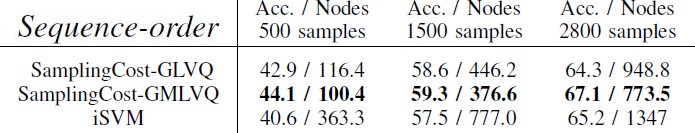 Sequence-order Acc. / Nodes 500 samples Acc. / Nodes 1500 samples Acc. / Nodes 2800 samples
SamplingCost-GLVQ 42.9 / 116.4 58.6 / 446.2 64.3 / 948.8
SamplingCost-GMLVQ 44.1 / 100.4 59.3 / 376.6 67.1 / 773.5
iSVM 40.6 / 363.3 57.5 / 777.0 65.2 / 1347